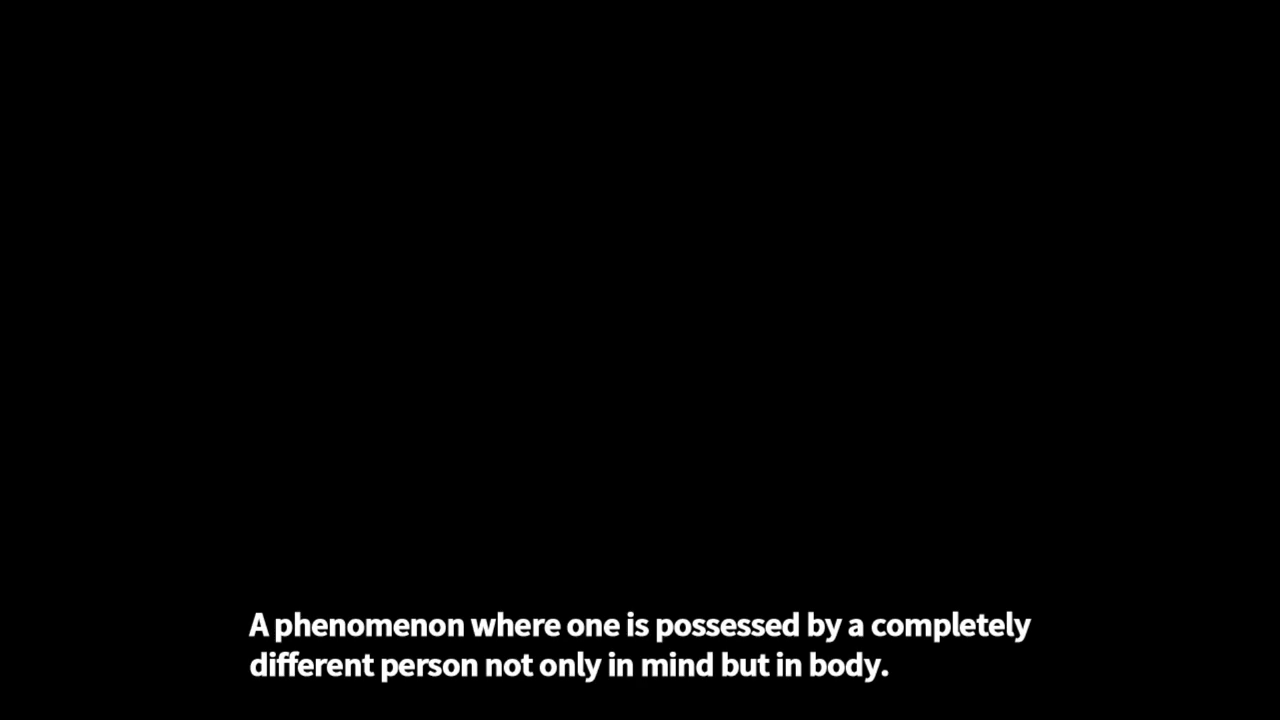 A phenomenon where one is possessed by a completely
different person not only in mind but in body.